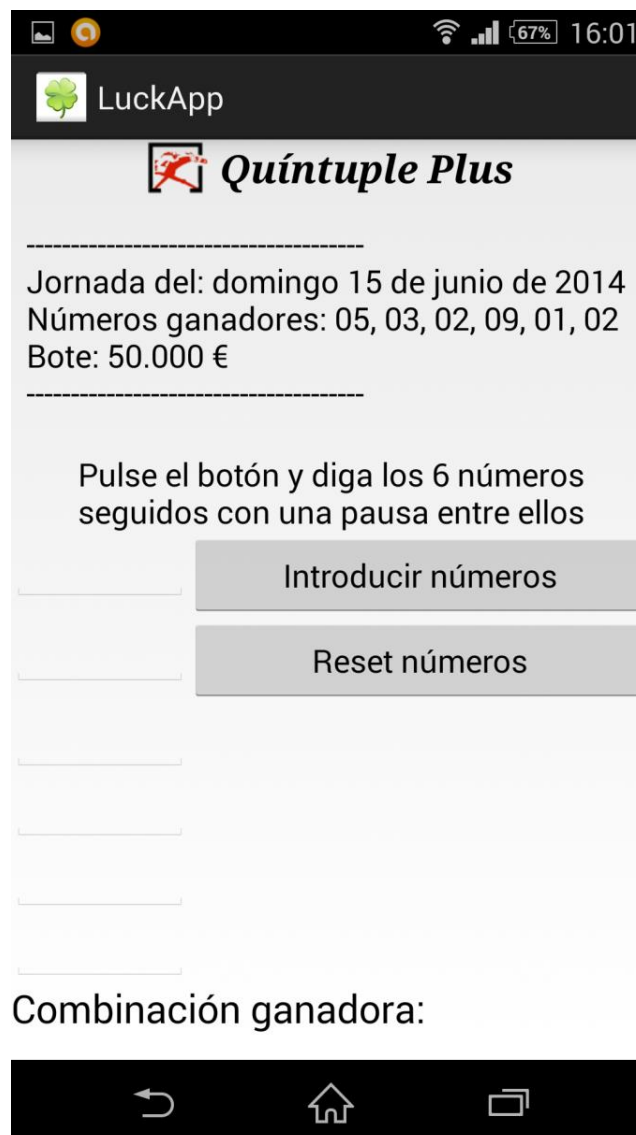 67% 16:01
LuckApp
Quíntuple Plus
--------------------------------------
Jornada del: domingo 15 de junio de 2014
Números ganadores: 05, 03, 02, 09, 01, 02
Bote: 50.000 €
--------------------------------------
Pulse el botón y diga los 6 números
seguidos con una pausa entre ellos
Introducir números
Reset números
Combinación ganadora: